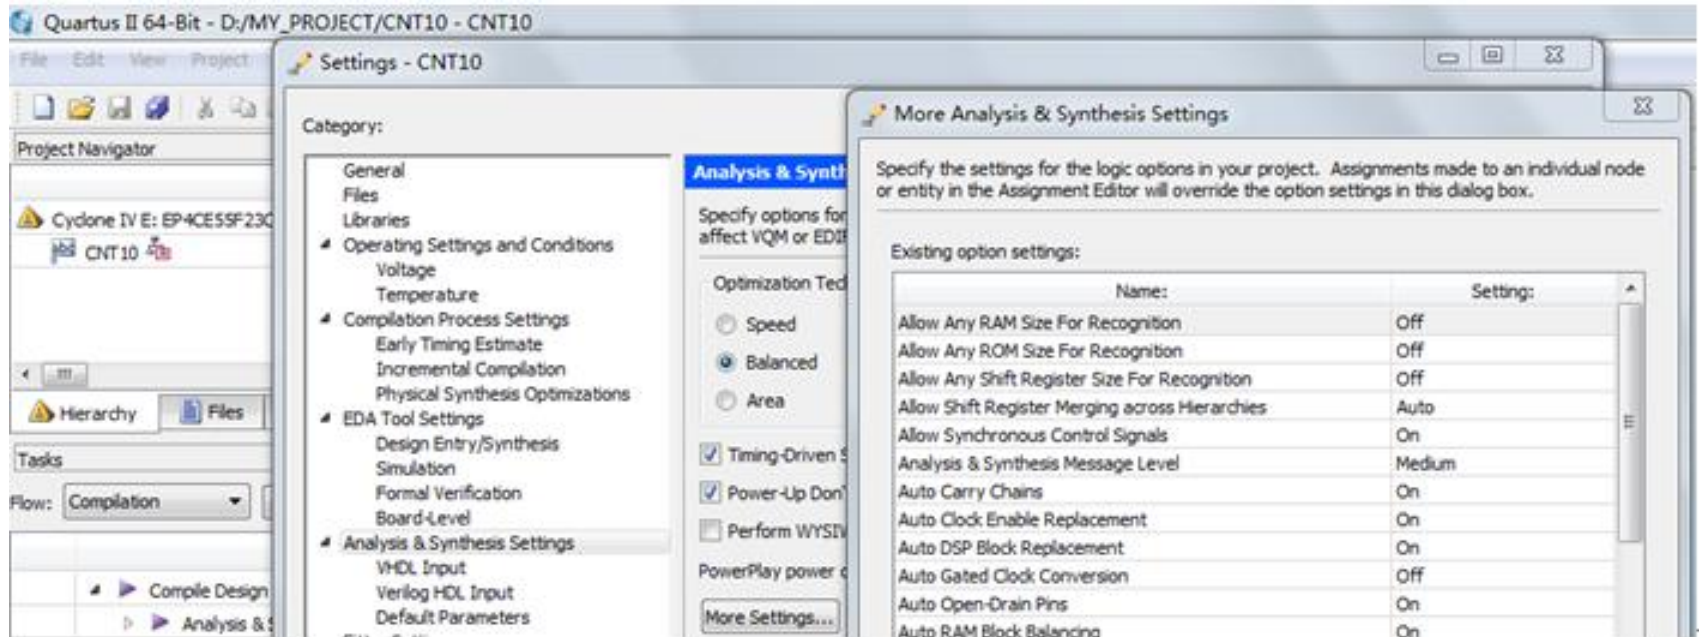 Quartus II 64-Bit - D:/MY_PROJECT/CNT10 - CNT10
File Edit View Project
Project Navigator
Cyclone IV E: EP4CE55F23C
CNT10
Hierarchy Files
Tasks
Flow: Compilation
Compile Design
Analysis & S
Settings - CNT10
Category:
General
Files
Libraries
Operating Settings and Conditions
Voltage
Temperature
Compilation Process Settings
Early Timing Estimate
Incremental Compilation
Physical Synthesis Optimizations
EDA Tool Settings
Design Entry/Synthesis
Simulation
Formal Verification
Board-Level
Analysis & Synthesis Settings
VHDL Input
Verilog HDL Input
Default Parameters
Analysis & Synth
Specify options for
affect VQM or EDIF
Optimization Tech
Speed
Balanced
Area
Timing-Driven S
Power-Up Don'
Perform WYSIW
PowerPlay power o
More Settings...
More Analysis & Synthesis Settings
Specify the settings for the logic options in your project. Assignments made to an individual node
or entity in the Assignment Editor will override the option settings in this dialog box.
Existing option settings:
Name: Setting:
Allow Any RAM Size For Recognition Off
Allow Any ROM Size For Recognition Off
Allow Any Shift Register Size For Recognition Off
Allow Shift Register Merging across Hierarchies Auto
Allow Synchronous Control Signals On
Analysis & Synthesis Message Level Medium
Auto Carry Chains On
Auto Clock Enable Replacement On
Auto DSP Block Replacement On
Auto Gated Clock Conversion Off
Auto Open-Drain Pins On
Auto RAM Block Balancing On